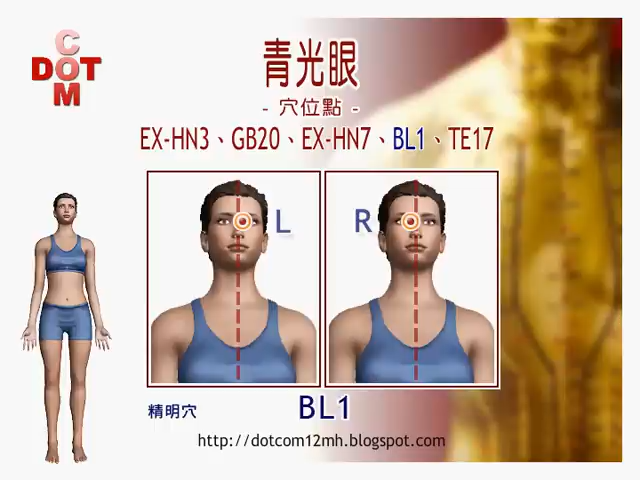 DOT
COM
青光眼
- 穴位點 -
EX-HN3、GB20、EX-HN7、BL1、TE17
L
R
精明穴
BL1
http://dotcom12mh.blogspot.com